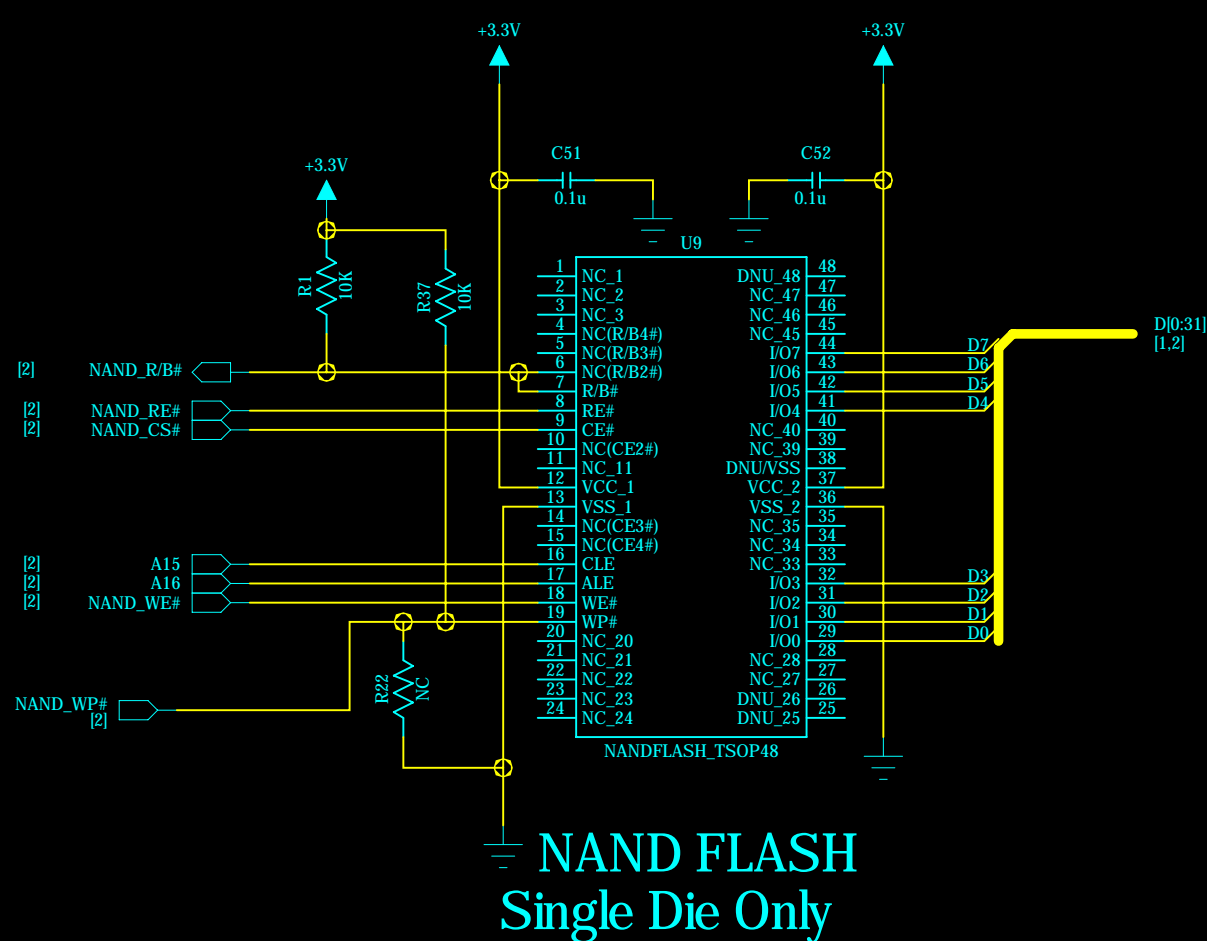 +3.3V
+3.3V
+3.3V
C51
0.1u
C52
0.1u
R1
10K
R37
10K
U9
1 NC_1
2 NC_2
3 NC_3
4 NC(R/B4#)
5 NC(R/B3#)
6 NC(R/B2#)
7 R/B#
8 RE#
9 CE#
10 NC(CE2#)
11 NC_11
12 VCC_1
13 VSS_1
14 NC(CE3#)
15 NC(CE4#)
16 CLE
17 ALE
18 WE#
19 WP#
20 NC_20
21 NC_21
22 NC_22
23 NC_23
24 NC_24
DNU_48 48
NC_47 47
NC_46 46
NC_45 45
I/O7 44
I/O6 43
I/O5 42
I/O4 41
NC_40 40
NC_39 39
DNU/VSS 38
VCC_2 37
VSS_2 36
NC_35 35
NC_34 34
NC_33 33
I/O3 32
I/O2 31
I/O1 30
I/O0 29
NC_28 28
NC_27 27
DNU_26 26
DNU_25 25
NANDFLASH_TSOP48
[2] NAND_R/B#
[2] NAND_RE#
[2] NAND_CS#
[2] A15
[2] A16
[2] NAND_WE#
NAND_WP#
[2]
R22
NC
D7
D6
D5
D4
D3
D2
D1
D0
D[0:31]
[1,2]
NAND FLASH
Single Die Only